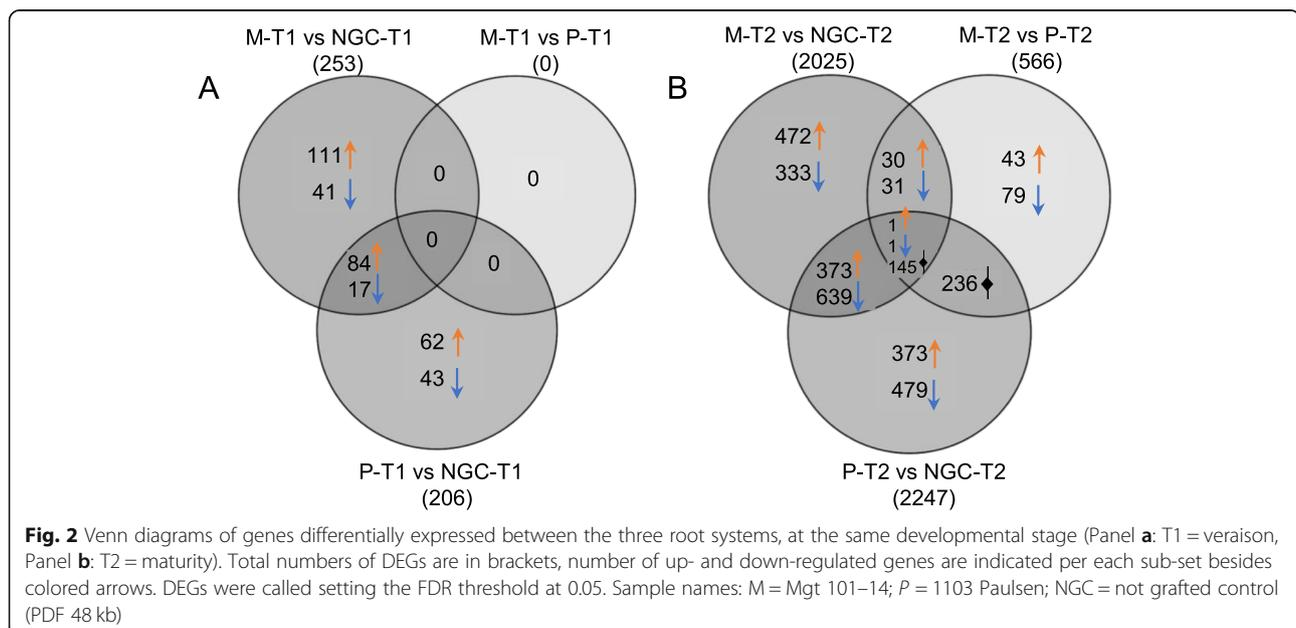 M-T1 vs NGC-T1
(253)
M-T1 vs P-T1
(0)
A
111
41
0
0
0
84
17
0
62
43
P-T1 vs NGC-T1
(206)
M-T2 vs NGC-T2
(2025)
M-T2 vs P-T2
(566)
B
472
333
30
31
43
79
1
1
145
373
639
236
373
479
P-T2 vs NGC-T2
(2247)
Fig. 2 Venn diagrams of genes differentially expressed between the three root systems, at the same developmental stage (Panel a: T1 = veraison,
Panel b: T2 = maturity). Total numbers of DEGs are in brackets, number of up- and down-regulated genes are indicated per each sub-set besides
colored arrows. DEGs were called setting the FDR threshold at 0.05. Sample names: M = Mgt 101–14; P = 1103 Paulsen; NGC = not grafted control
(PDF 48 kb)